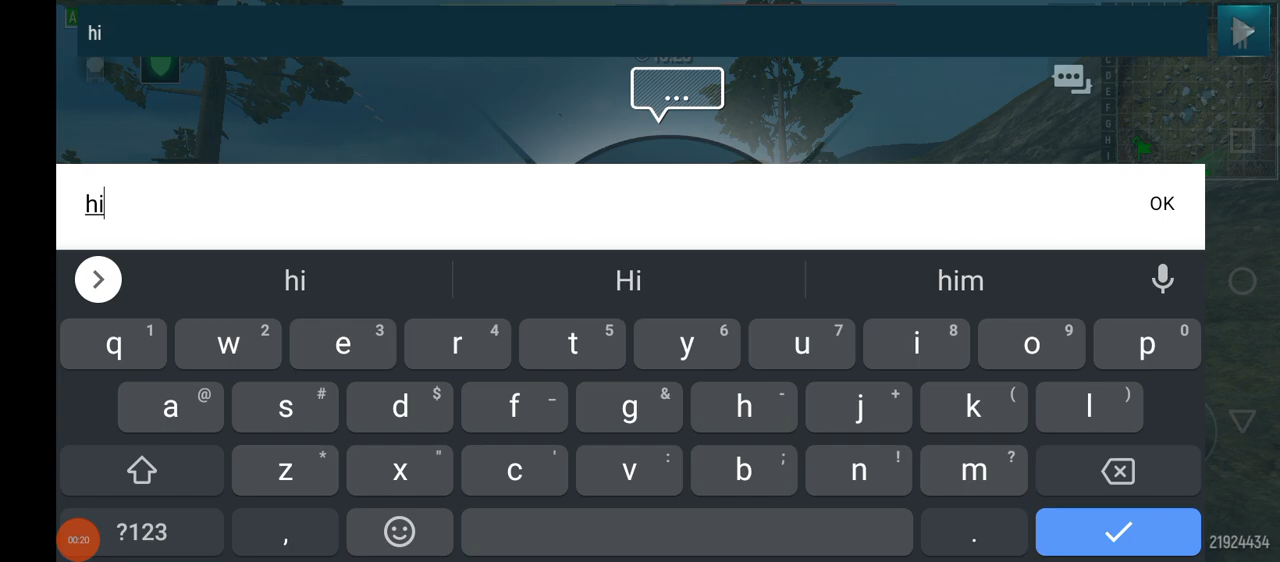 hi
...
C
D
E
F
G
H
I
hi
OK
hi Hi him
q 1 w 2 e 3 r 4 t 5 y 6 u 7 i 8 o 9 p 0
a @ s # d $ f _ g & h - j + k ( l )
z * x " c ' v : b ; n ! m ?
?123 , .
00:20
21924434